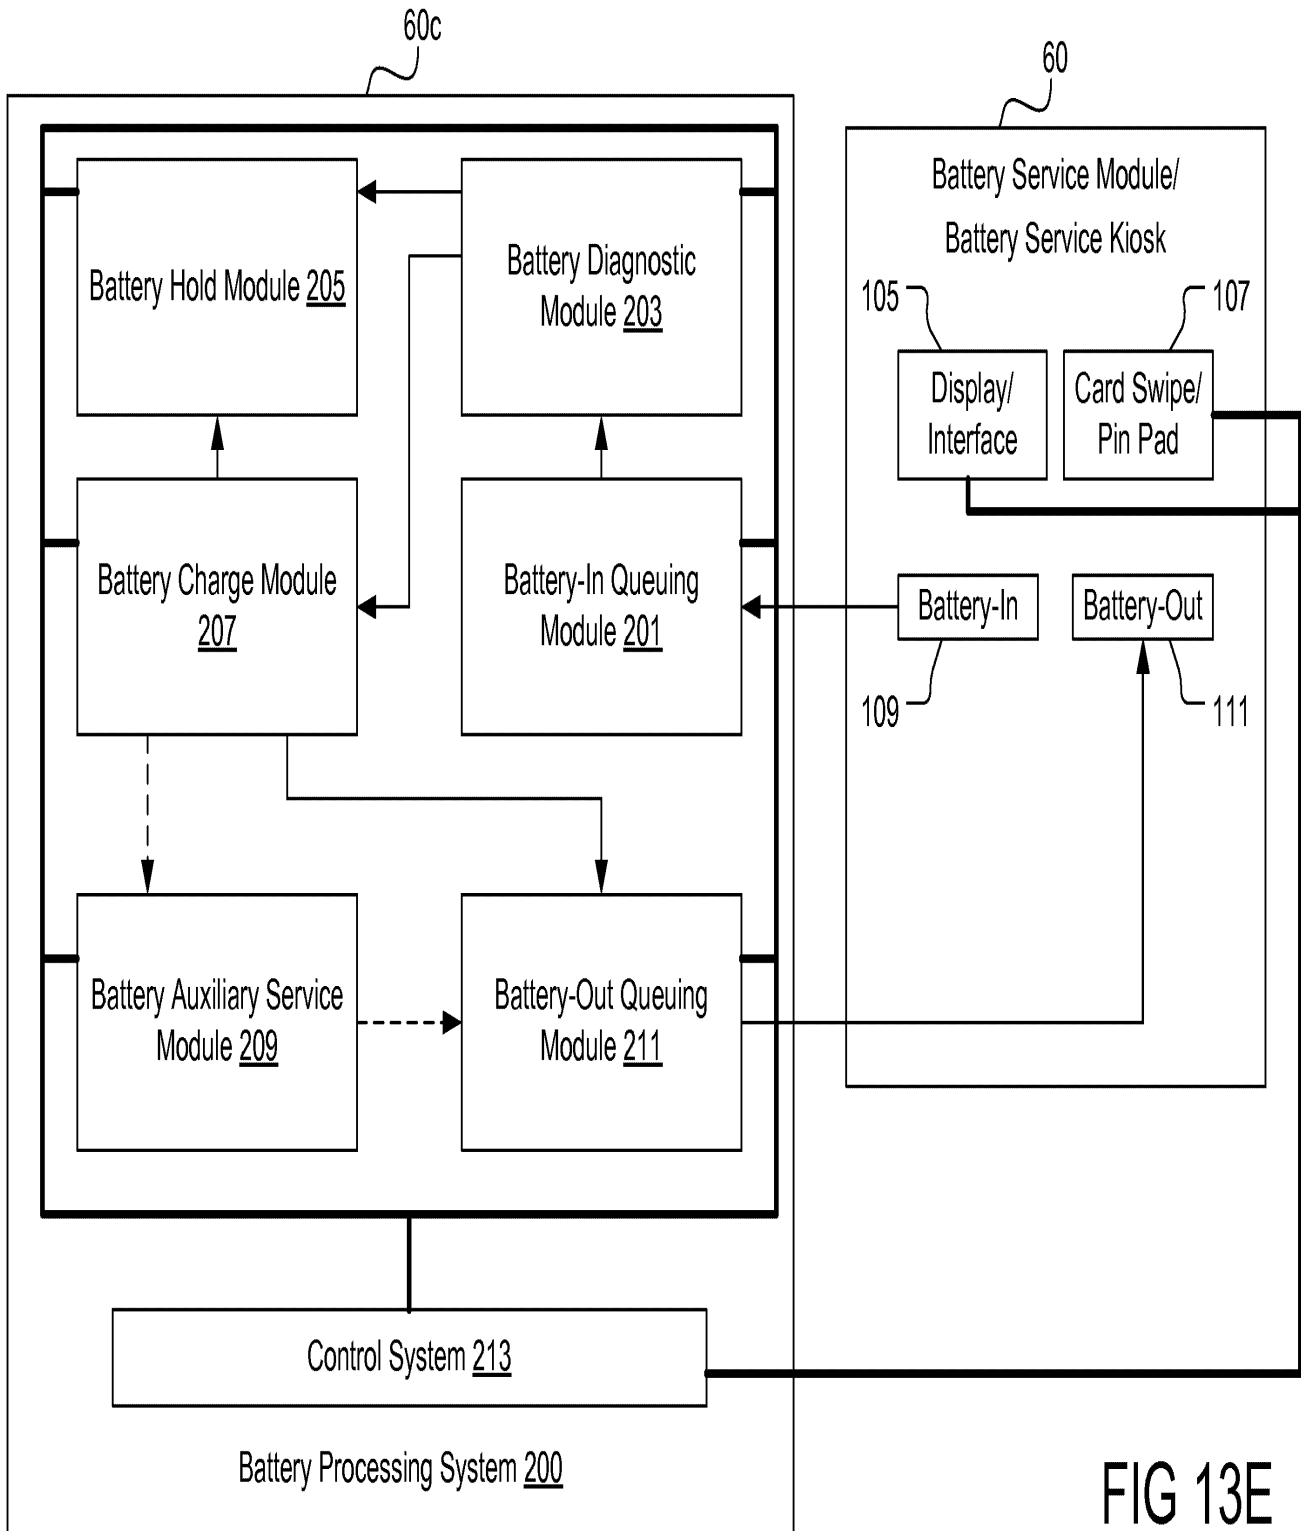 60c
60
Battery Service Module/
Battery Service Kiosk
105
107
Display/
Interface
Card Swipe/
Pin Pad
Battery-In
Battery-Out
109
111
Battery Hold Module 205
Battery Diagnostic
Module 203
Battery Charge Module
207
Battery-In Queuing
Module 201
Battery Auxiliary Service
Module 209
Battery-Out Queuing
Module 211
Control System 213
Battery Processing System 200
FIG 13E